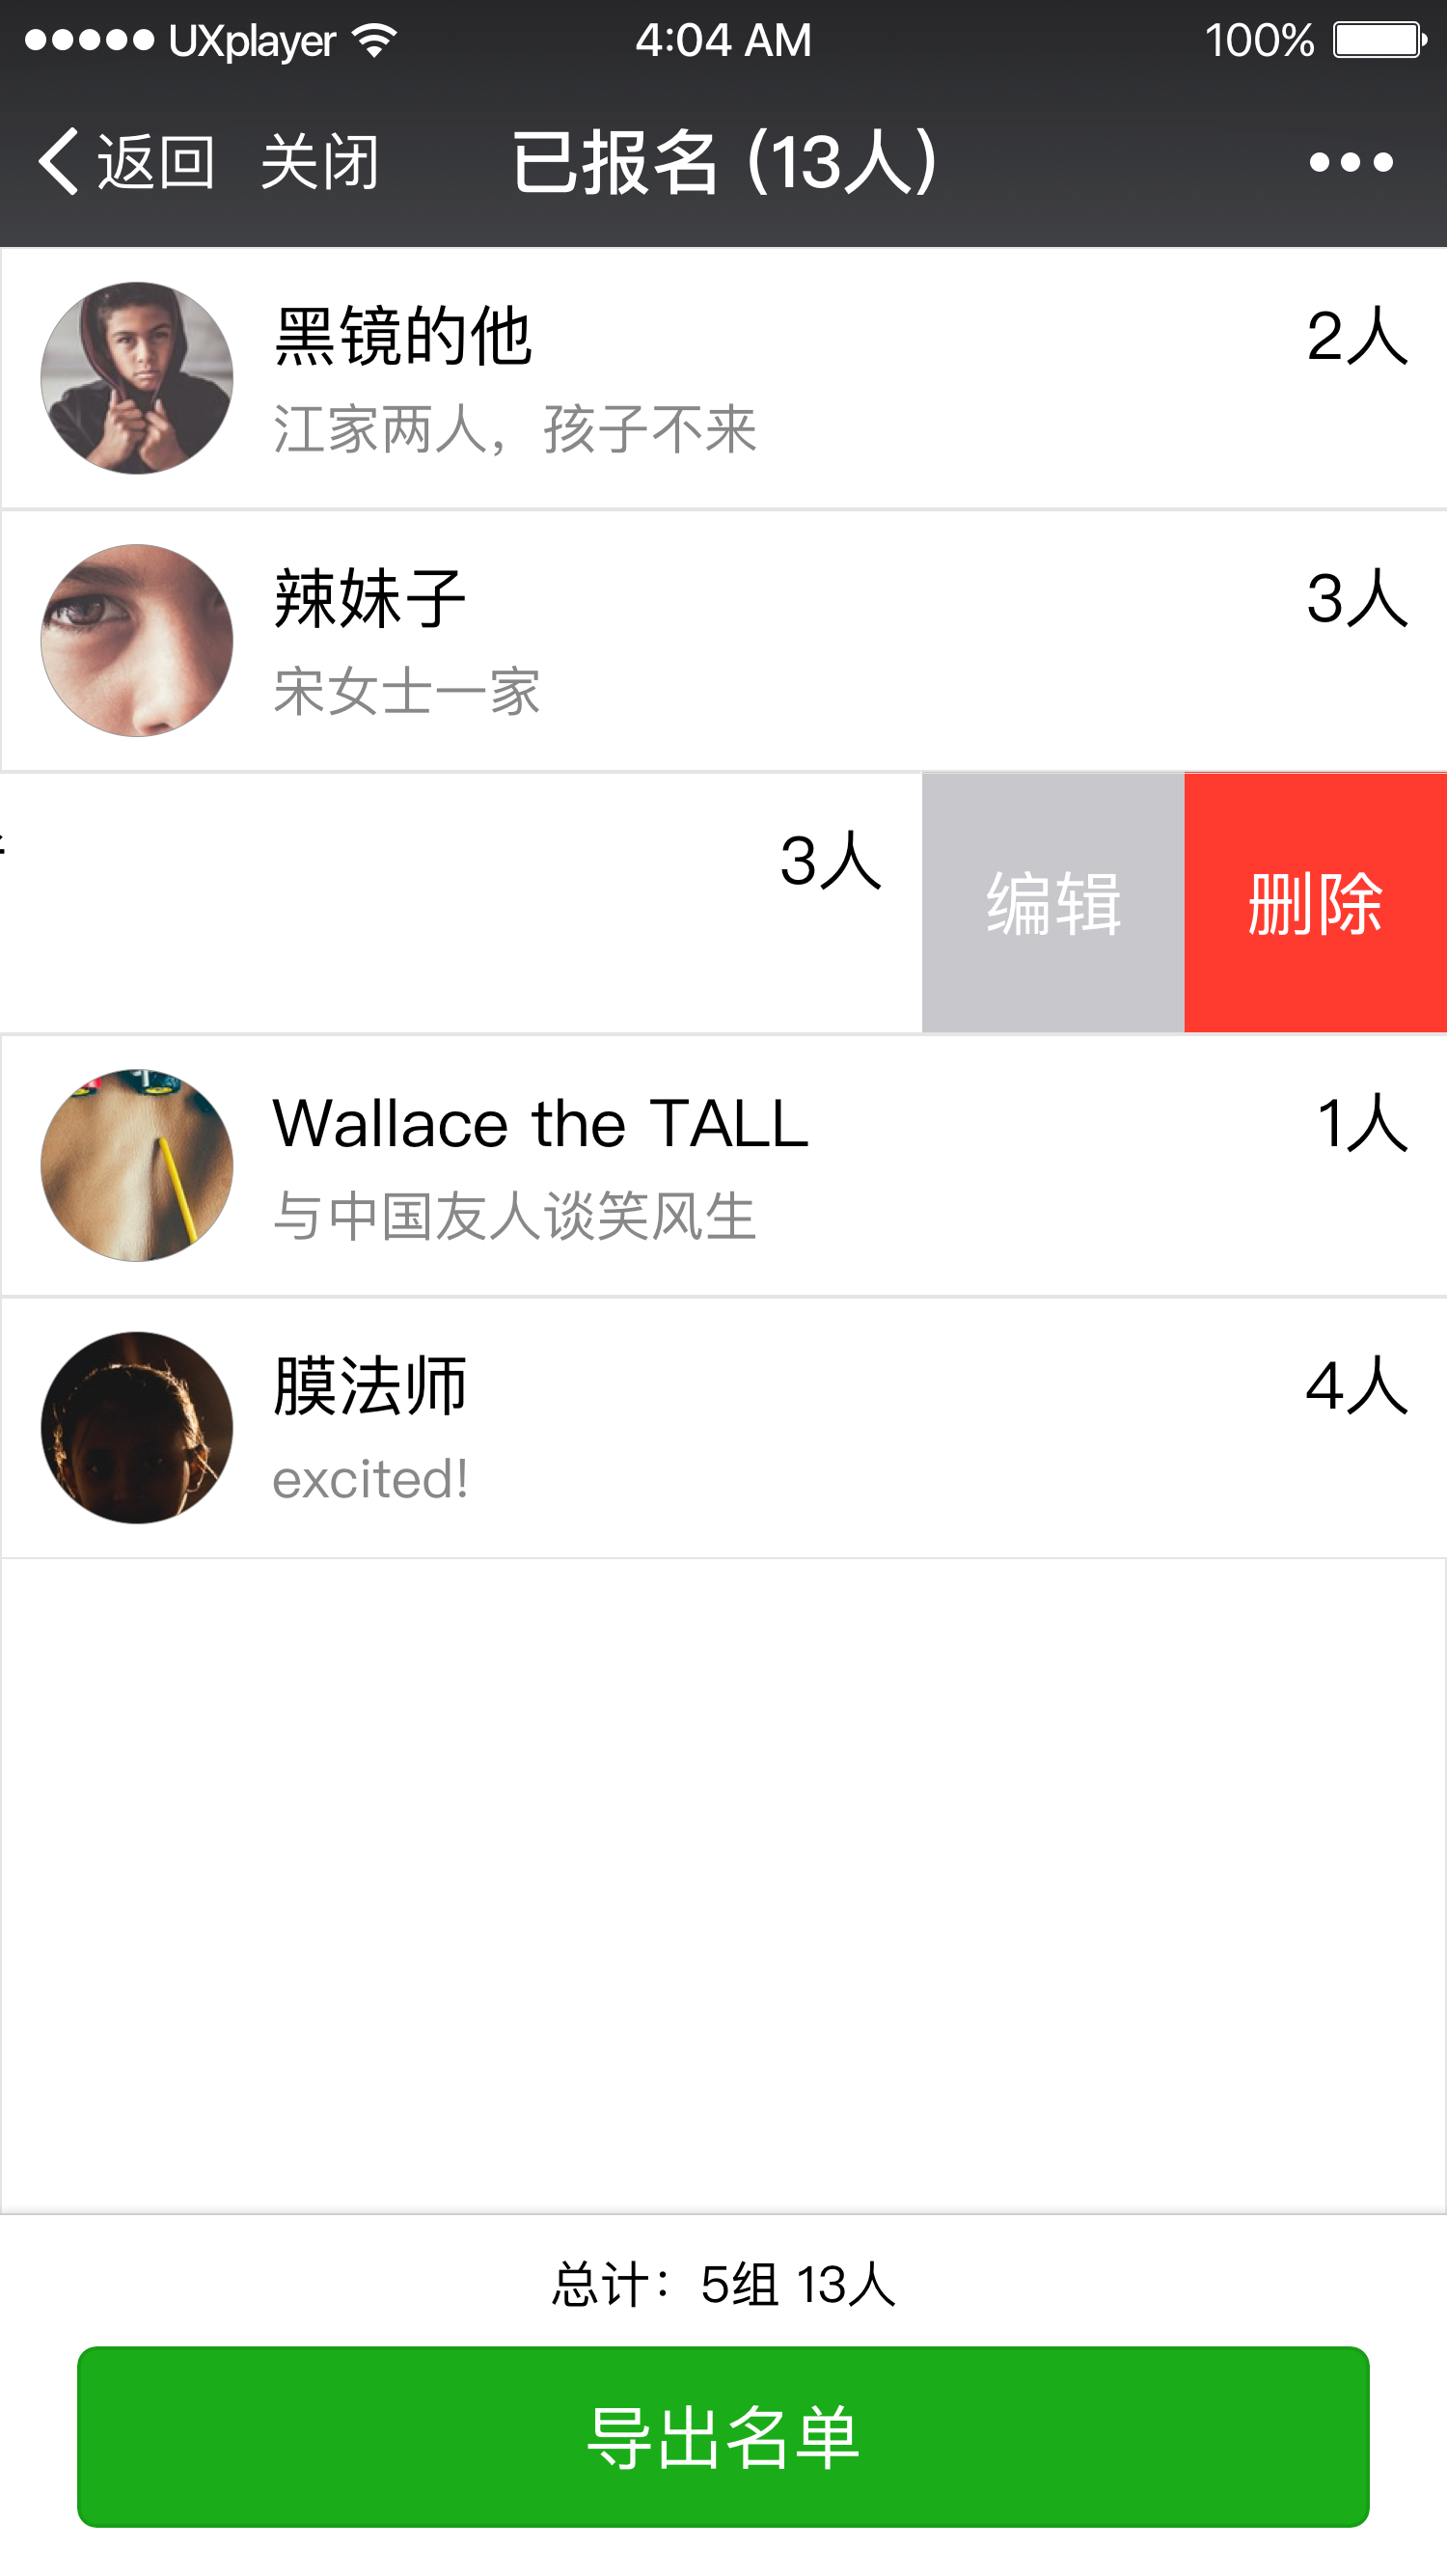 UXplayer 4:04 AM 100%
返回 关闭 已报名 (13人)
黑镜的他 2人
江家两人，孩子不来
辣妹子 3人
宋女士一家
3人 编辑 删除
Wallace the TALL 1人
与中国友人谈笑风生
膜法师 4人
excited!
总计：5组 13人
导出名单